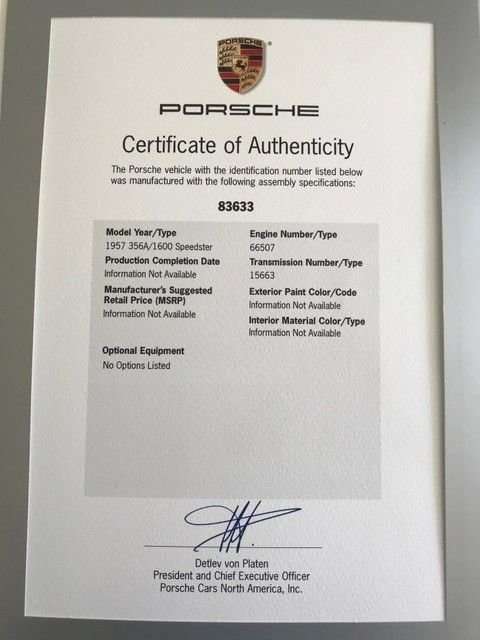 PORSCHE
PORSCHE
Certificate of Authenticity
The Porsche vehicle with the identification number listed below
was manufactured with the following assembly specifications:
83633
Model Year/Type
1957 356A/1600 Speedster
Production Completion Date
Information Not Available
Manufacturer's Suggested
Retail Price (MSRP)
Information Not Available
Optional Equipment
No Options Listed
Engine Number/Type
66507
Transmission Number/Type
15663
Exterior Paint Color/Code
Information Not Available
Interior Material Color/Type
Information Not Available
Detlev von Platen
President and Chief Executive Officer
Porsche Cars North America, Inc.